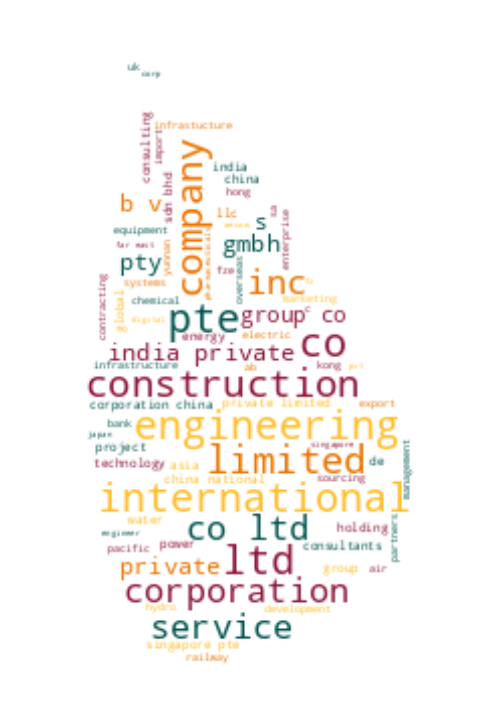 uk
corp
infrastucture
consulting
import
company
india
china
hong
sdn bhd
b v
llc
s
sa
enterprise
equipment
gmbh
far east
pty
yunnan
pharmaceuticals
overseas
fze
systems
inc
contracting
global
chemical
marketing
digital
pte
group
c
co
energy
electric
co
india private
infrastructure
ab
kong
construction
corporation china
private limited
export
bank
engineering
japan
project
singapore
management
technology
asia
limited
de
china national
sourcing
international
water
co ltd
holding
engineer
partners
pacific
power
ltd
consultants
private
group
air
corporation
hydro
development
service
singapore pte
railway